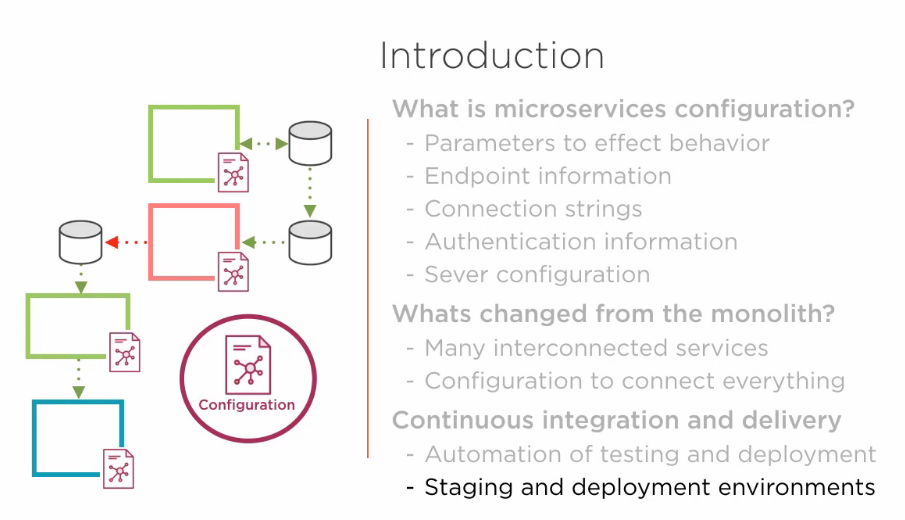 Introduction
What is microservices configuration?
- Parameters to effect behavior
- Endpoint information
- Connection strings
- Authentication information
- Sever configuration
Whats changed from the monolith?
- Many interconnected services
- Configuration to connect everything
Continuous integration and delivery
- Automation of testing and deployment
- Staging and deployment environments
Configuration